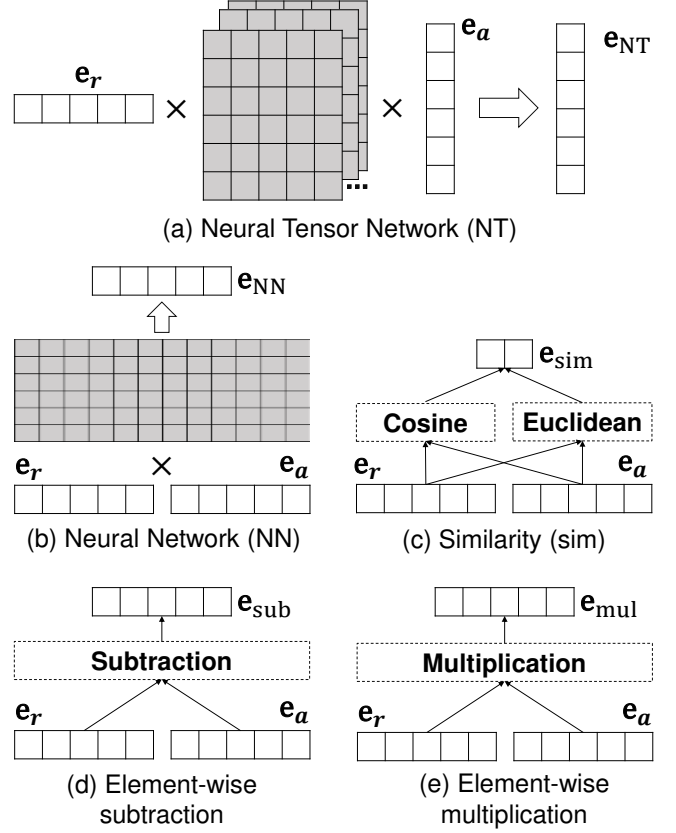 e_r
×
×
e_a
e_NT
...
(a) Neural Tensor Network (NT)
e_NN
e_r
×
e_a
(b) Neural Network (NN)
e_sim
Cosine
Euclidean
e_r
e_a
(c) Similarity (sim)
e_sub
Subtraction
e_r
e_a
(d) Element-wise
subtraction
e_mul
Multiplication
e_r
e_a
(e) Element-wise
multiplication